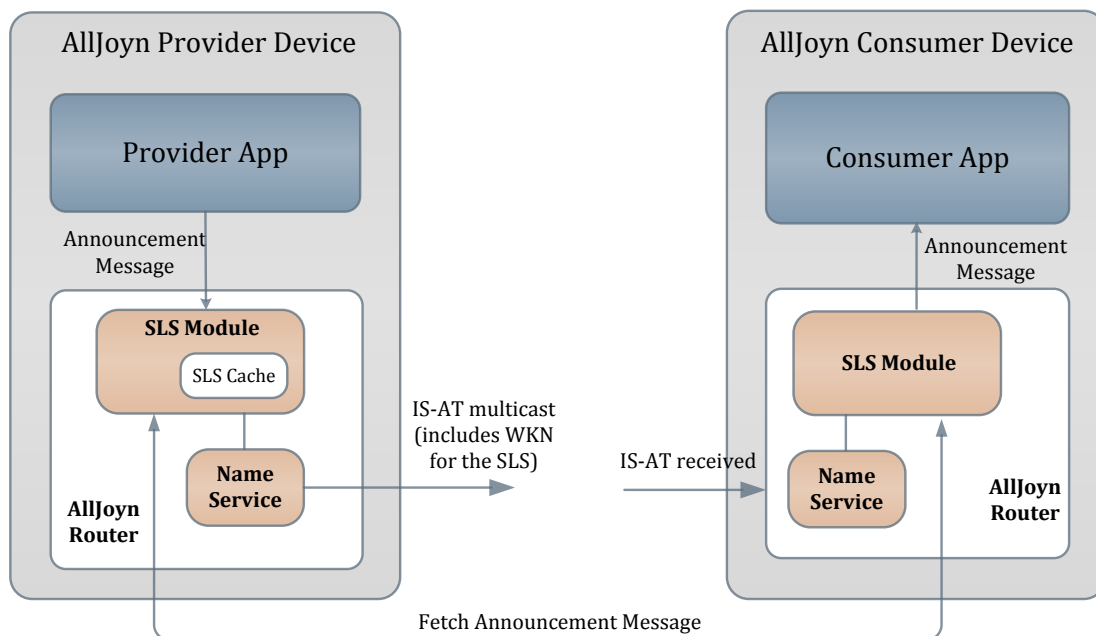 AllJoyn Provider Device
Provider App
Announcement
Message
SLS Module
SLS Cache
Name
Service
AllJoyn
Router
IS-AT multicast
(includes WKN
for the SLS)
IS-AT received
AllJoyn Consumer Device
Consumer App
Announcement
Message
SLS Module
Name
Service
AllJoyn
Router
Fetch Announcement Message